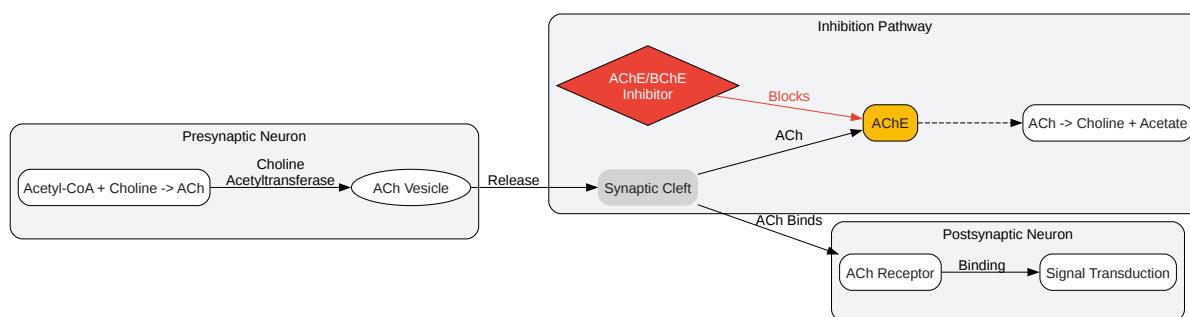 Inhibition Pathway
AChE/BChE
Inhibitor
Blocks
AChE
ACh -> Choline + Acetate
ACh
Presynaptic Neuron
Acetyl-CoA + Choline -> ACh
Choline
Acetyltransferase
ACh Vesicle
Release
Synaptic Cleft
ACh Binds
Postsynaptic Neuron
ACh Receptor
Binding
Signal Transduction